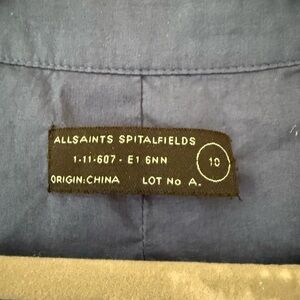 ALLSAINTS SPITALFIELDS
1-11-607 - E1 6NN
10
ORIGIN:CHINA LOT No A.